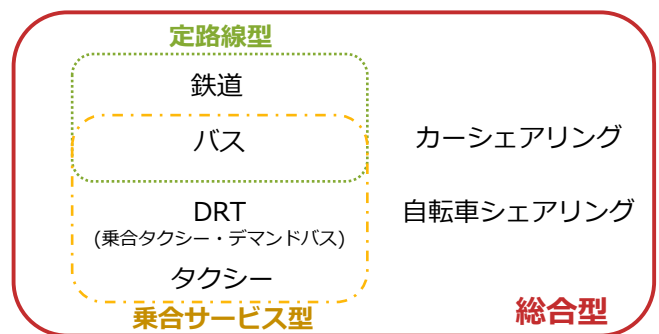 定路線型
鉄道
バス
カーシェアリング
DRT
(乗合タクシー・デマンドバス)
自転車シェアリング
タクシー
乗合サービス型
総合型